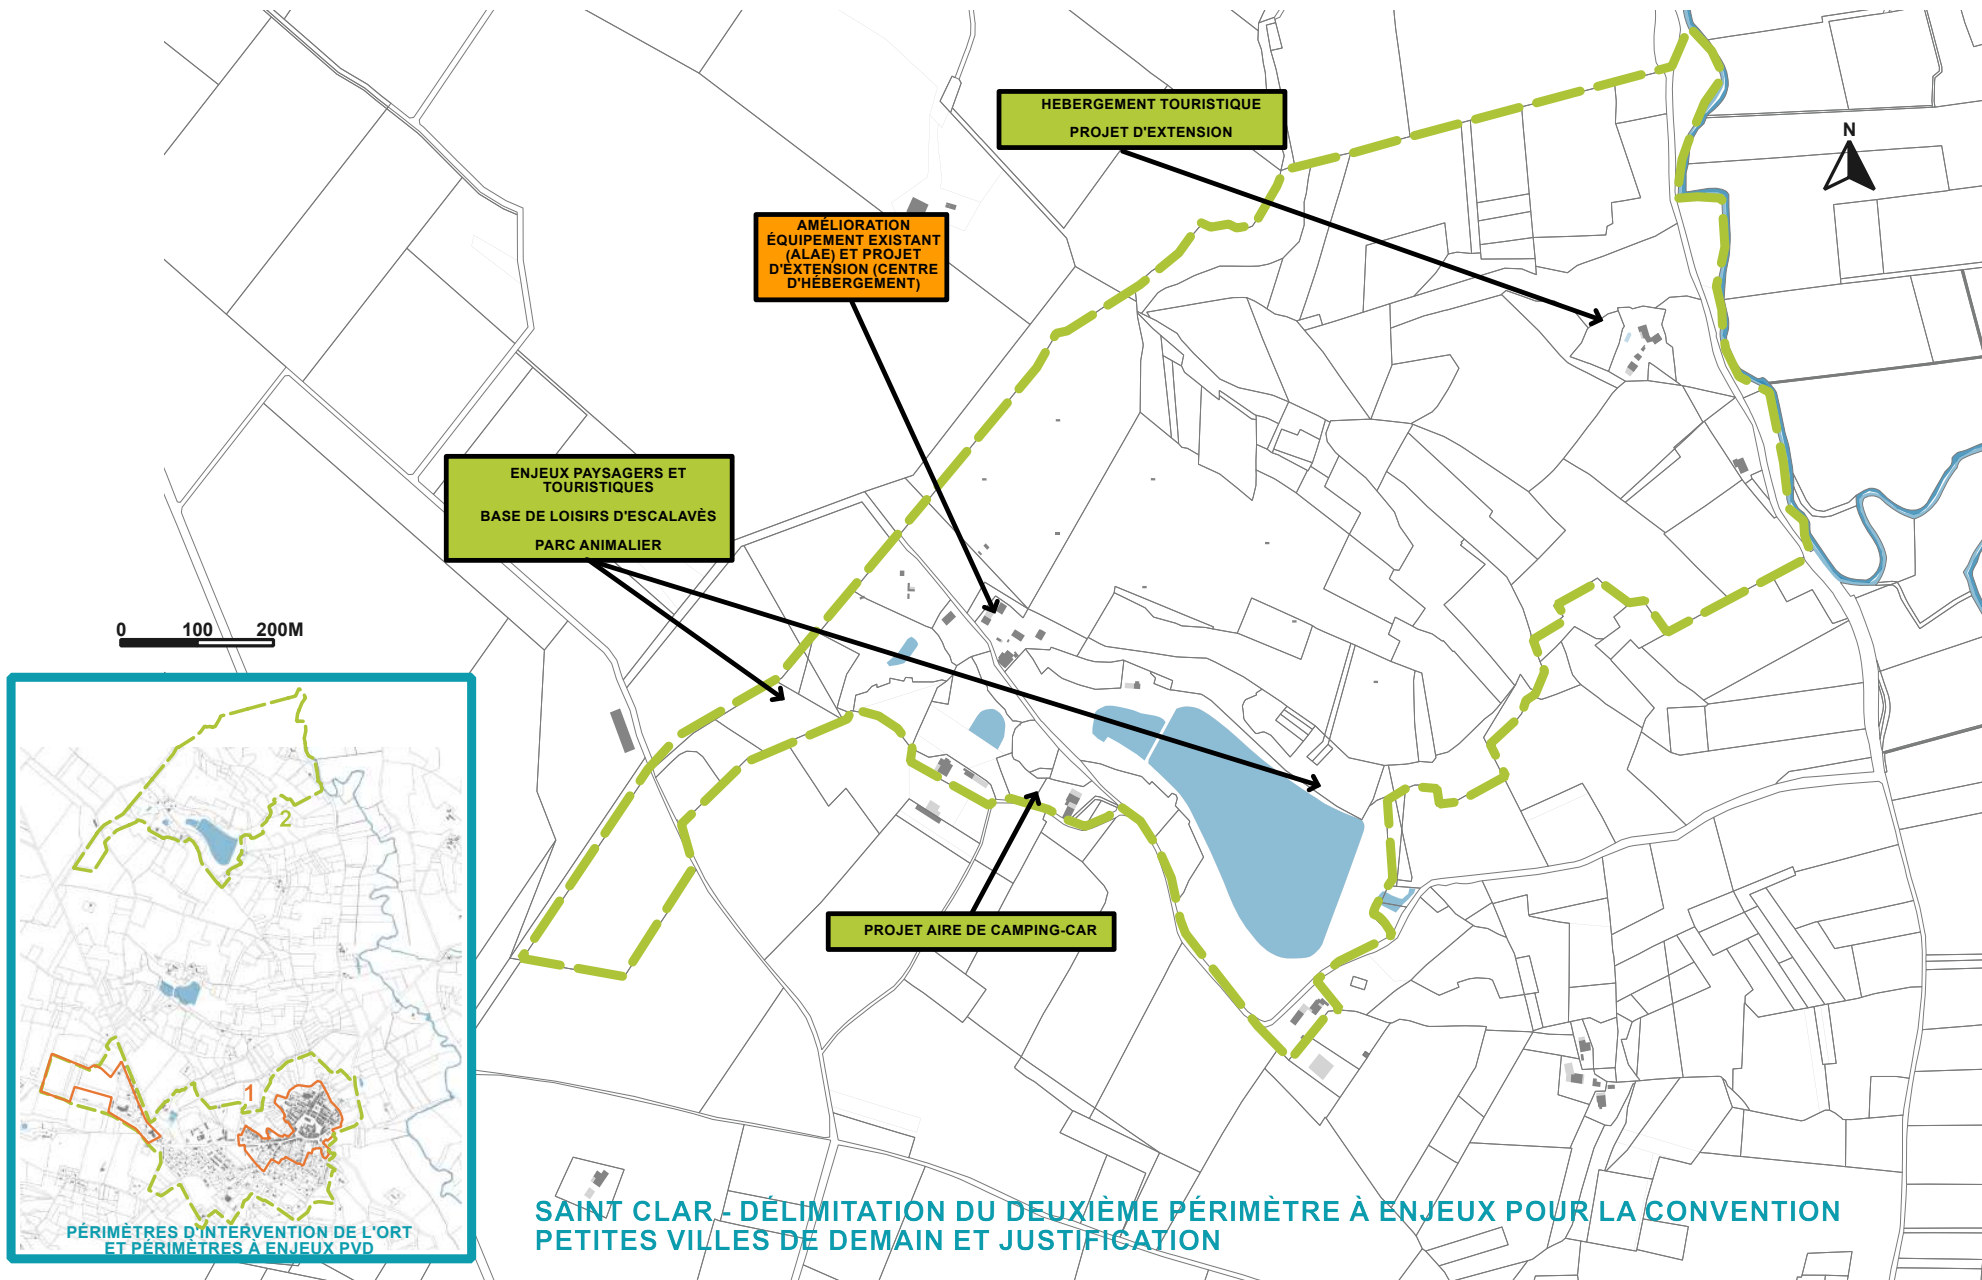 HEBERGEMENT TOURISTIQUE
PROJET D'EXTENSION
N
AMÉLIORATION
ÉQUIPEMENT EXISTANT
(ALAE) ET PROJET
D'EXTENSION (CENTRE
D'HÉBERGEMENT)
ENJEUX PAYSAGERS ET
TOURISTIQUES
BASE DE LOISIRS D'ESCALAVÈS
PARC ANIMALIER
0 100 200M
PROJET AIRE DE CAMPING-CAR
2
1
PÉRIMÈTRES D'INTERVENTION DE L'ORT
ET PÉRIMÈTRES À ENJEUX PVD
SAINT CLAR - DÉLIMITATION DU DEUXIÈME PÉRIMÈTRE À ENJEUX POUR LA CONVENTION
PETITES VILLES DE DEMAIN ET JUSTIFICATION